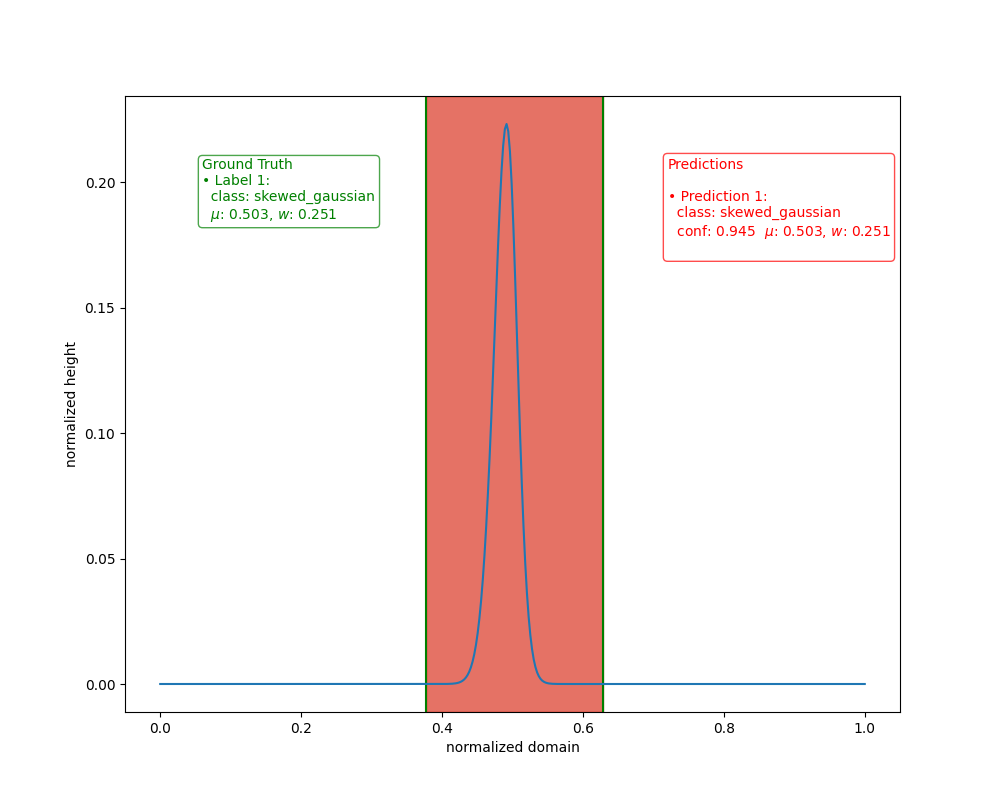 Ground Truth
• Label 1:
class: skewed_gaussian
μ: 0.503, w: 0.251
Predictions
• Prediction 1:
class: skewed_gaussian
conf: 0.945  μ: 0.503, w: 0.251
0.20
0.15
0.10
0.05
0.00
normalized height
0.0 0.2 0.4 0.6 0.8 1.0
normalized domain